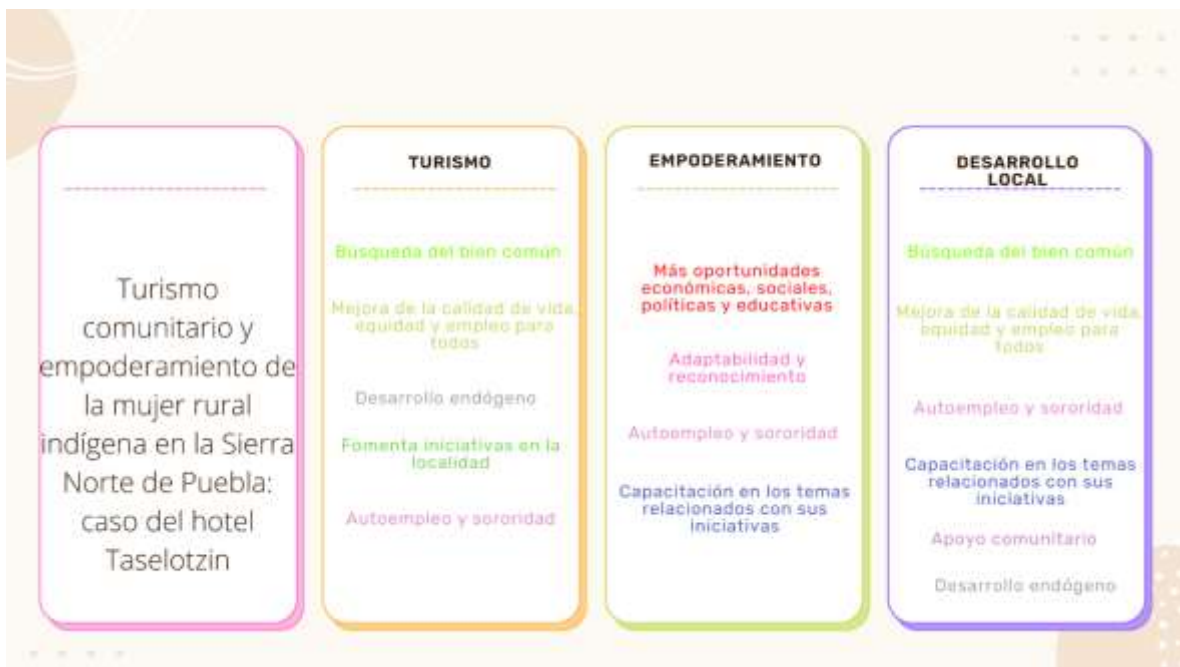 Turismo
comunitario y
empoderamiento de
la mujer rural
indígena en la Sierra
Norte de Puebla:
caso del hotel
Taselotzin
TURISMO
Búsqueda del bien común
Mejora de la calidad de vida,
equidad y empleo para
todos
Desarrollo endógeno
Fomenta iniciativas en la
localidad
Autoempleo y sororidad
EMPODERAMIENTO
Más oportunidades
económicas, sociales,
políticas y educativas
Adaptabilidad y
reconocimiento
Autoempleo y sororidad
Capacitación en los temas
relacionados con sus
iniciativas
DESARROLLO
LOCAL
Búsqueda del bien común
Mejora de la calidad de vida,
equidad y empleo para
todos
Autoempleo y sororidad
Capacitación en los temas
relacionados con sus
iniciativas
Apoyo comunitario
Desarrollo endógeno